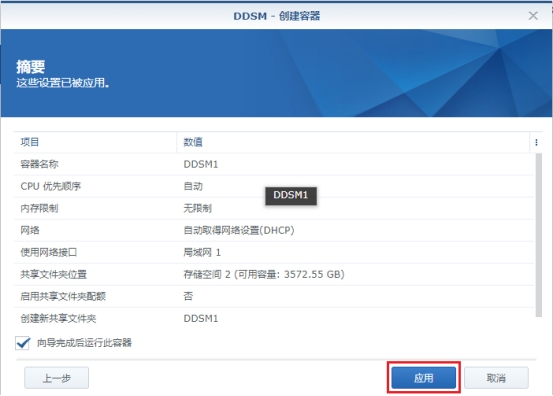 DDSM - 创建容器
摘要
这些设置已被应用。
项目 数值
容器名称 DDSM1
CPU 优先顺序 自动
DDSM1
内存限制 无限制
网络 自动取得网络设置(DHCP)
使用网络接口 局域网 1
共享文件夹位置 存储空间 2 (可用容量: 3572.55 GB)
启用共享文件夹配额 否
创建新共享文件夹 DDSM1
向导完成后运行此容器
上一步 应用 取消